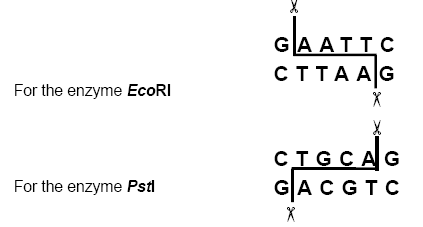 G A A T T C
C T T A A G
For the enzyme EcoRI
C T G C A G
For the enzyme PstI
G A C G T C